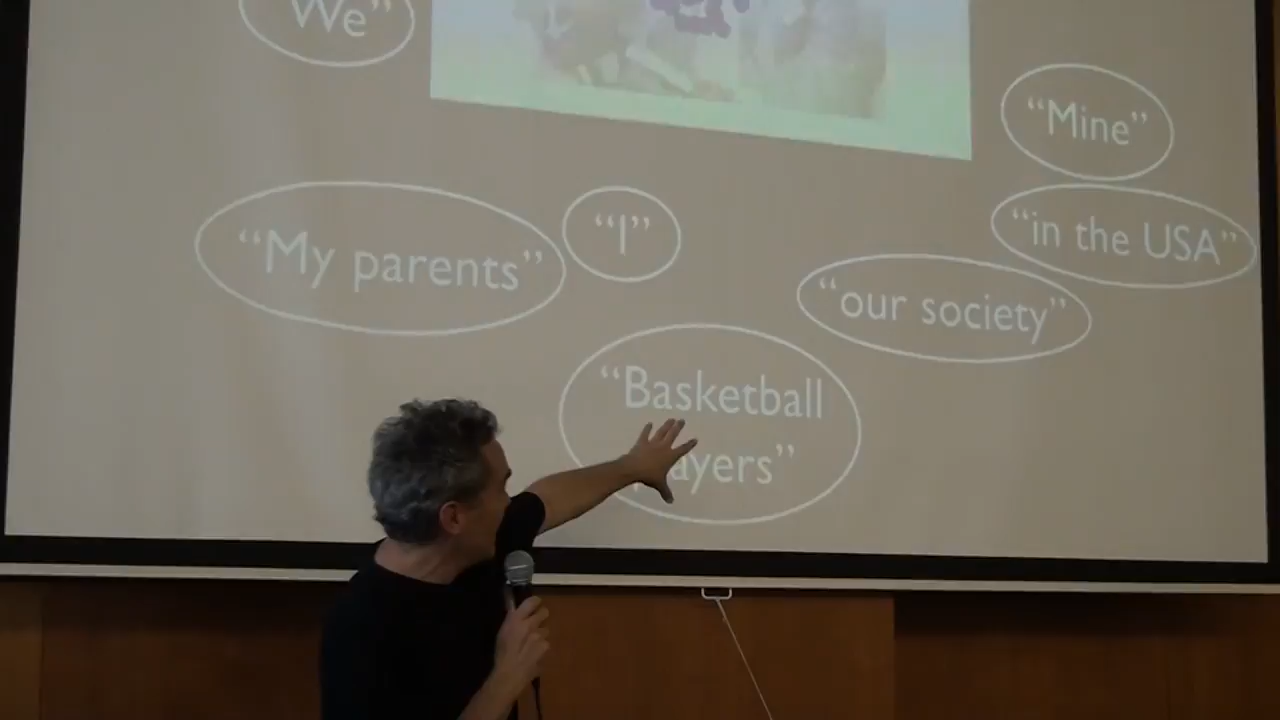 We”
“Mine”
“My parents”
“I”
“in the USA”
“our society”
“Basketball